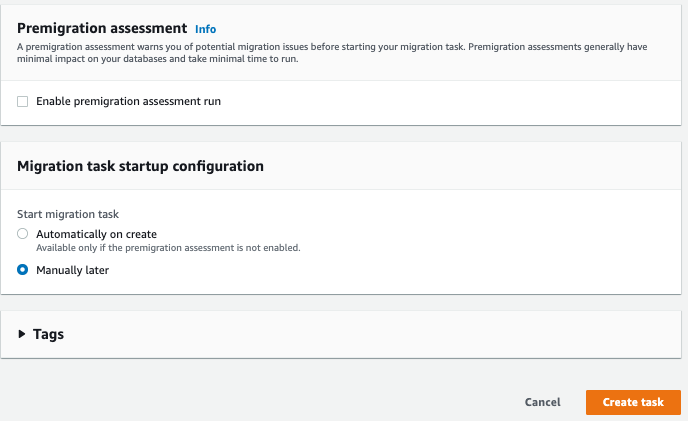 Premigration assessment Info
A premigration assessment warns you of potential migration issues before starting your migration task. Premigration assessments generally have
minimal impact on your databases and take minimal time to run.
Enable premigration assessment run
Migration task startup configuration
Start migration task
Automatically on create
Available only if the premigration assessment is not enabled.
Manually later
Tags
Cancel Create task